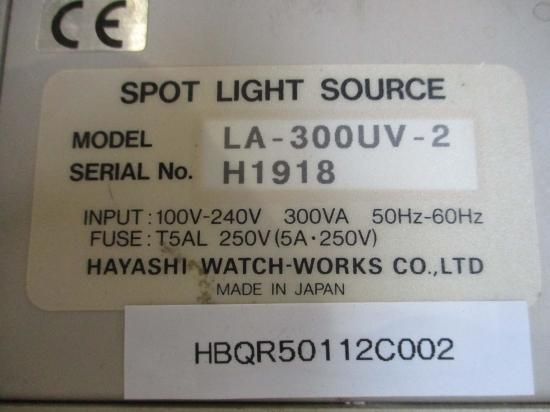 CE
SPOT LIGHT SOURCE
MODEL LA-300UV-2
SERIAL No. H1918
INPUT : 100V-240V 300VA 50Hz-60Hz
FUSE : T5AL 250V (5A·250V)
HAYASHI WATCH-WORKS CO.,LTD
MADE IN JAPAN
HBQR50112C002